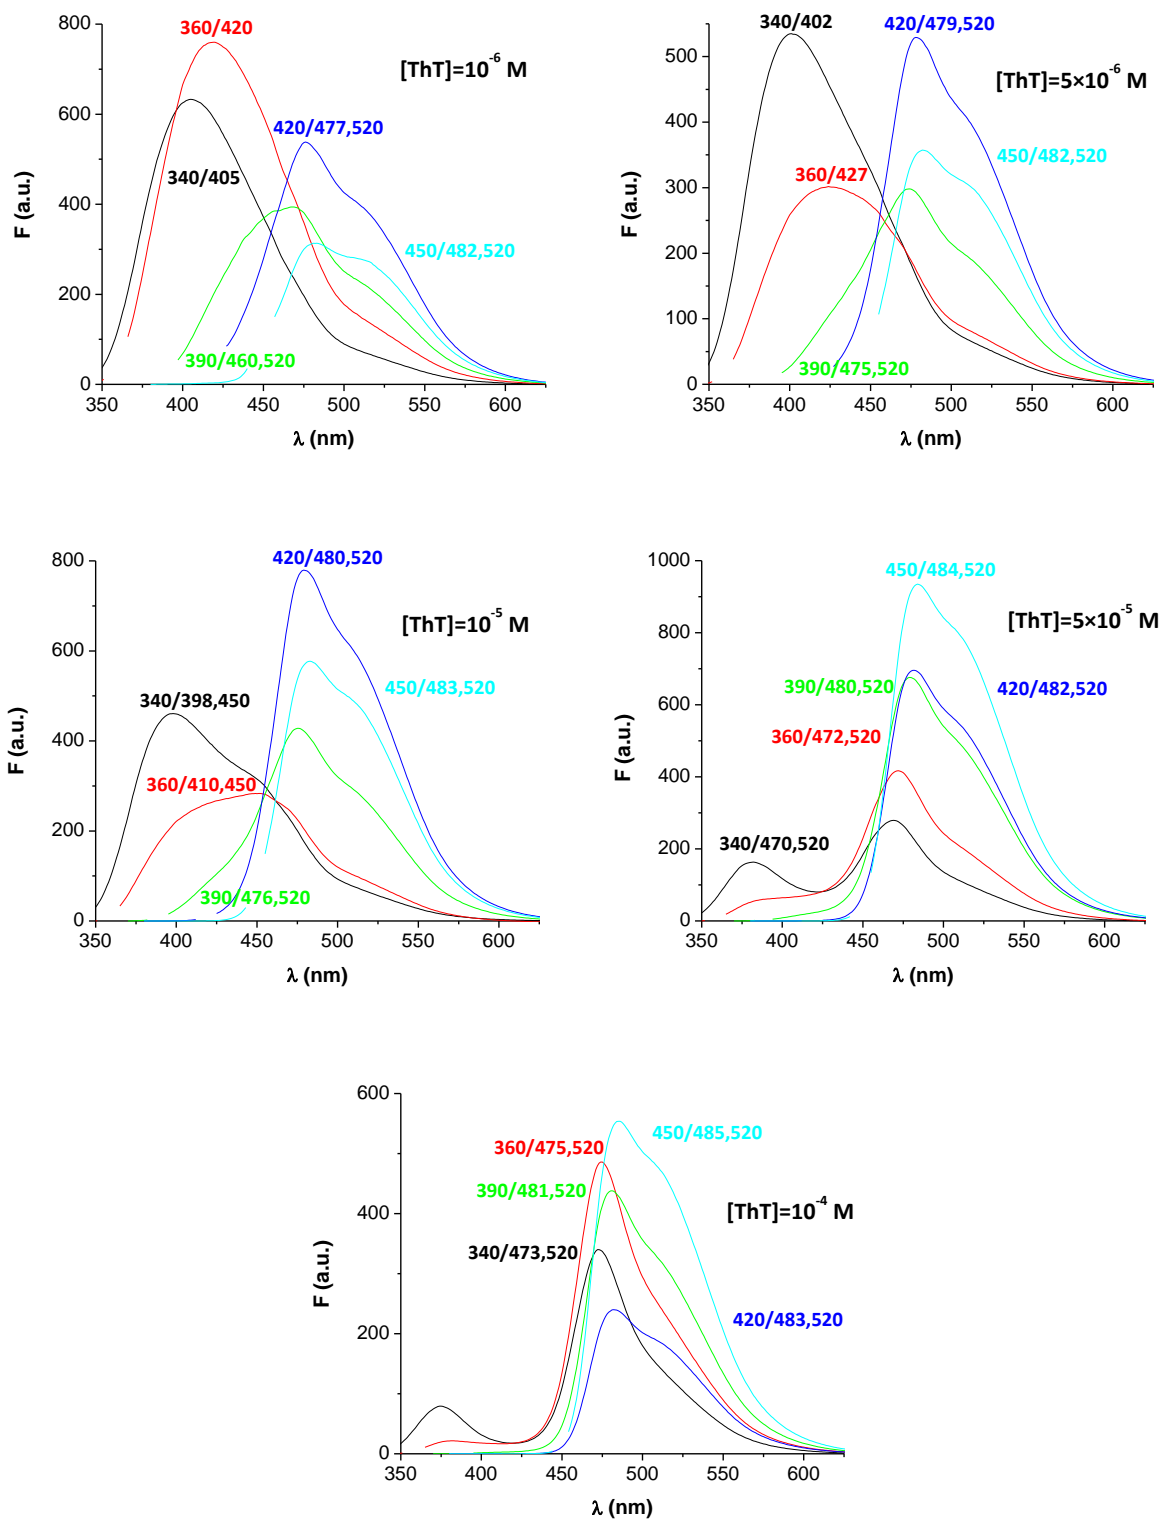 800
600
400
200
0
F (a.u.)
360/420
[ThT]=10⁻⁶ M
420/477,520
340/405
450/482,520
390/460,520
350 400 450 500 550 600
λ (nm)
500
400
300
200
100
0
F (a.u.)
340/402
420/479,520
[ThT]=5×10⁻⁶ M
450/482,520
360/427
390/475,520
350 400 450 500 550 600
λ (nm)
800
600
400
200
0
F (a.u.)
420/480,520
[ThT]=10⁻⁵ M
340/398,450
450/483,520
360/410,450
390/476,520
350 400 450 500 550 600
λ (nm)
1000
800
600
400
200
0
F (a.u.)
450/484,520
[ThT]=5×10⁻⁵ M
390/480,520
420/482,520
360/472,520
340/470,520
350 400 450 500 550 600
λ (nm)
600
400
200
0
F (a.u.)
450/485,520
360/475,520
390/481,520
[ThT]=10⁻⁴ M
340/473,520
420/483,520
350 400 450 500 550 600
λ (nm)